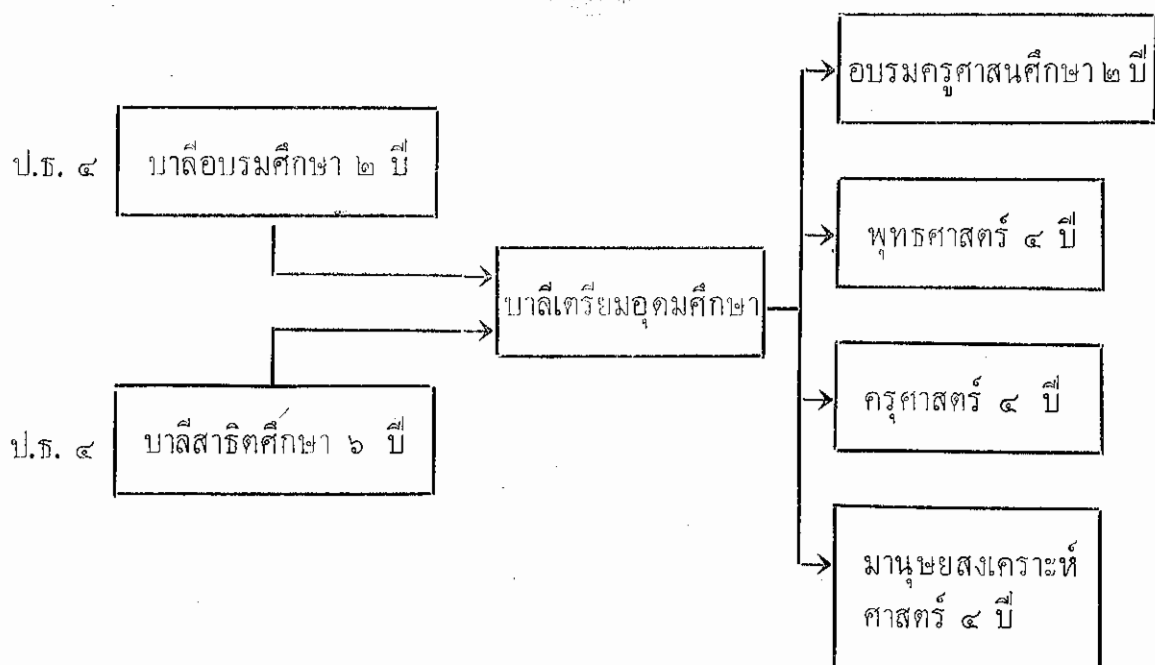 ป.ธ. ๔ บาลีอบรมศึกษา ๒ ปี
ป.ธ. ๔ บาลีสาธิตศึกษา ๖ ปี
บาลีเตรียมอุดมศึกษา
อบรมครูศาสนศึกษา ๒ ปี
พุทธศาสตร์ ๔ ปี
ครุศาสตร์ ๔ ปี
มานุษยสงเคราะห์
ศาสตร์ ๔ ปี